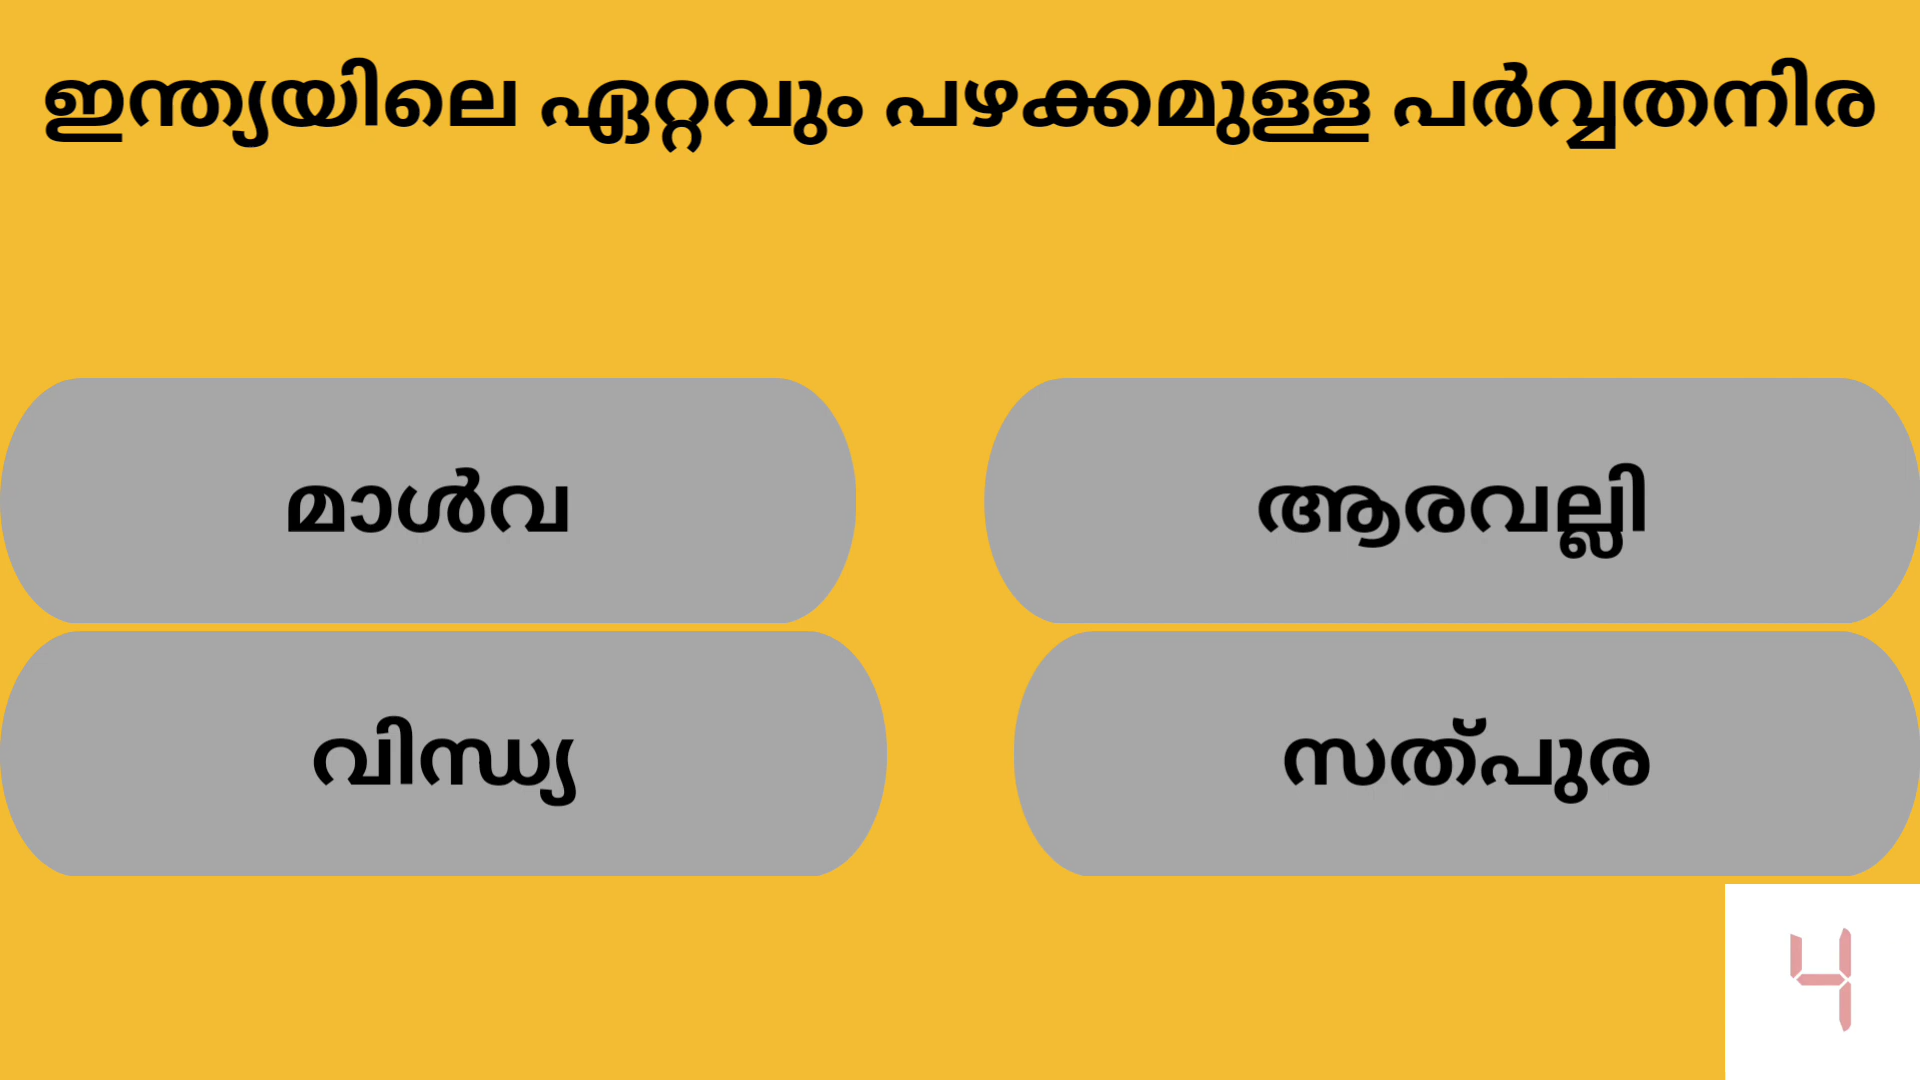 ഇന്ത്യയിലെ ഏറ്റവും പഴക്കമുള്ള പർവ്വതനിര
മാൾവ
ആരവല്ലി
വിന്ധ്യ
സത്പുര
4